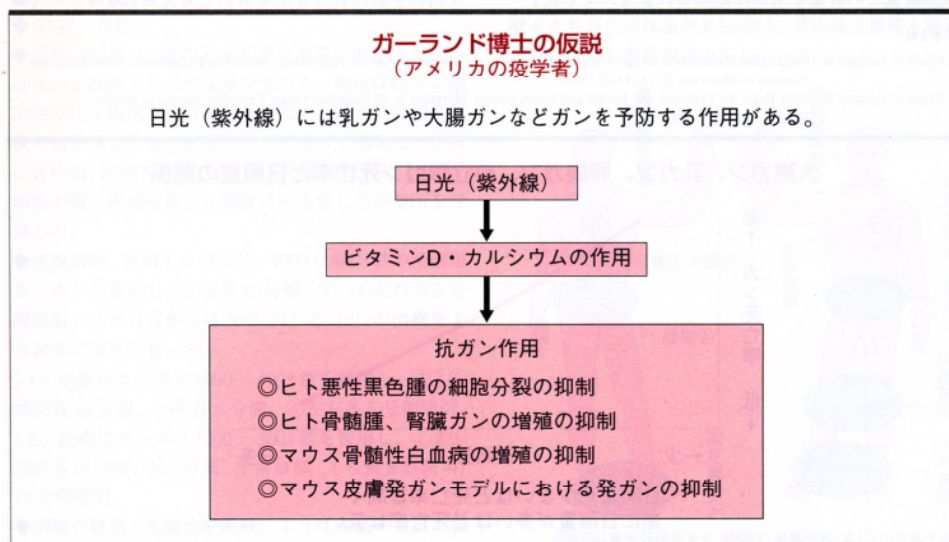 ガーランド博士の仮説
(アメリカの疫学者)
日光(紫外線)には乳ガンや大腸ガンなどガンを予防する作用がある。
日光(紫外線)
ビタミンD・カルシウムの作用
抗ガン作用
◎ヒト悪性黒色腫の細胞分裂の抑制
◎ヒト骨髄腫、腎臓ガンの増殖の抑制
◎マウス骨髄性白血病の増殖の抑制
◎マウス皮膚発ガンモデルにおける発ガンの抑制